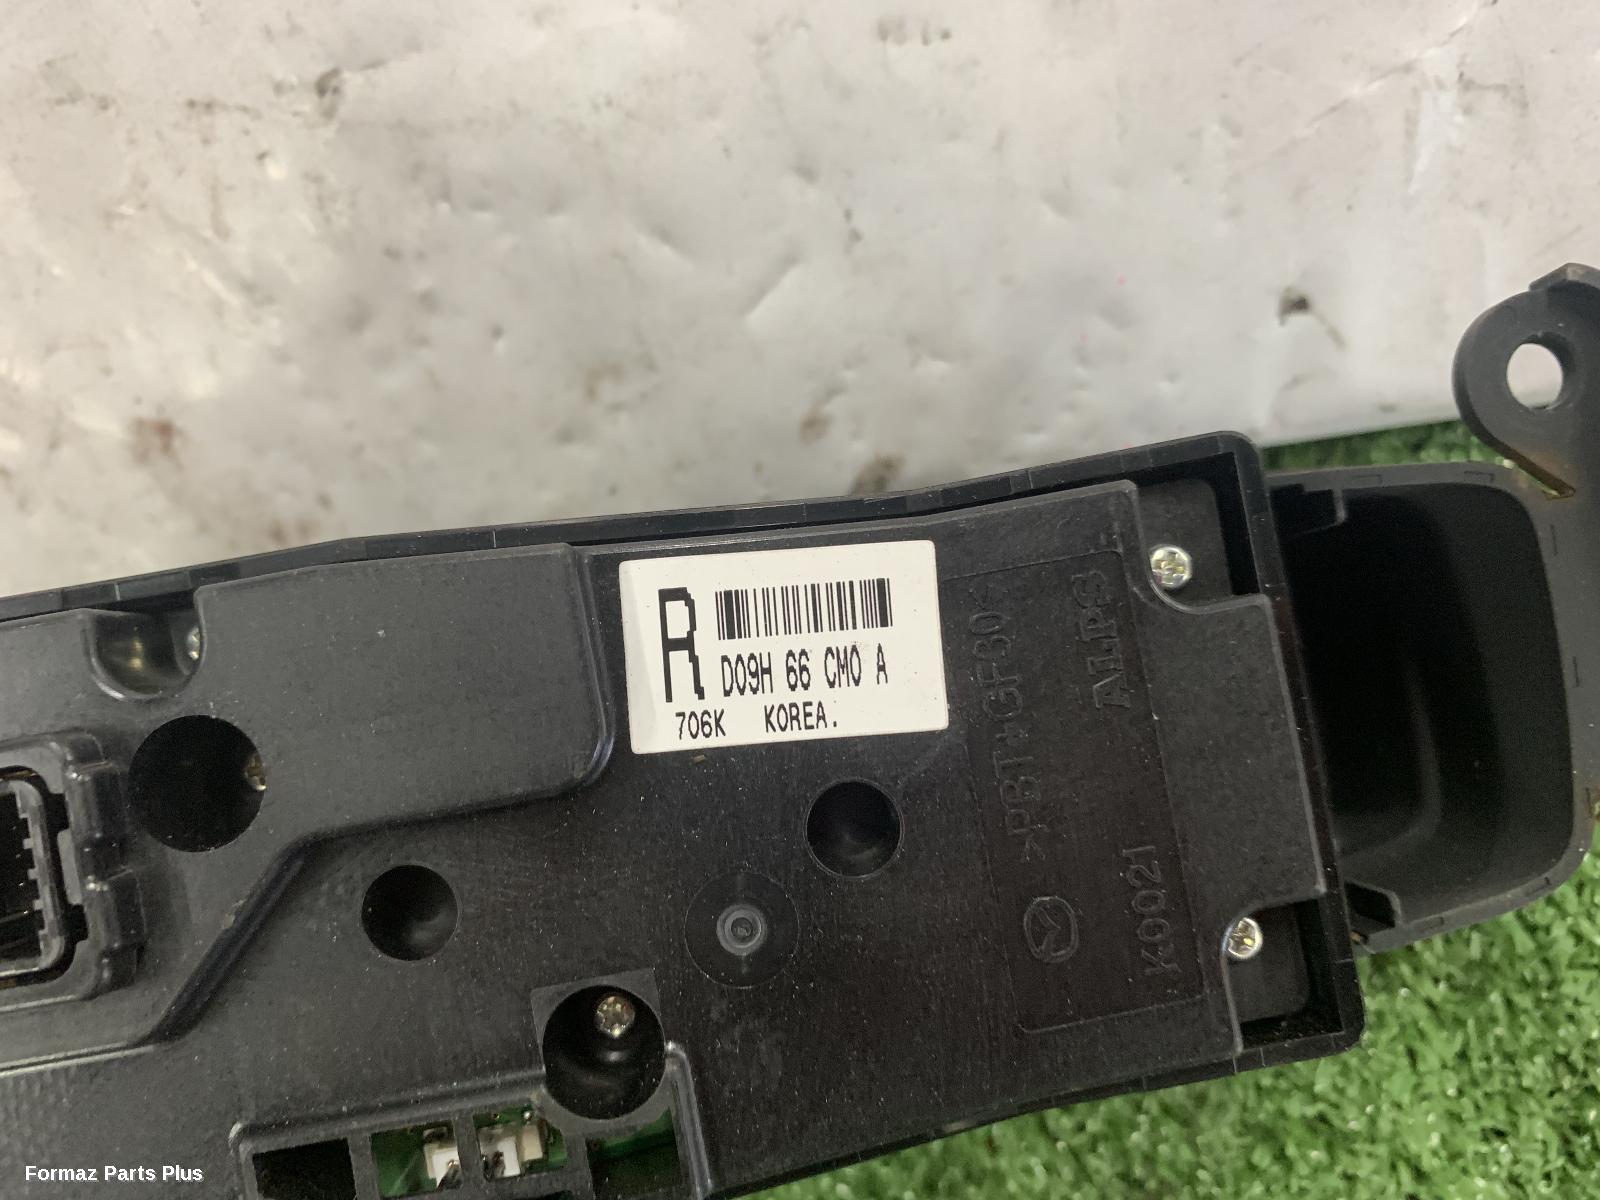 R
D09H 66 CM0 A
706K KOREA.
>PBT+GF30<
ALPS
K0021
Formaz Parts Plus